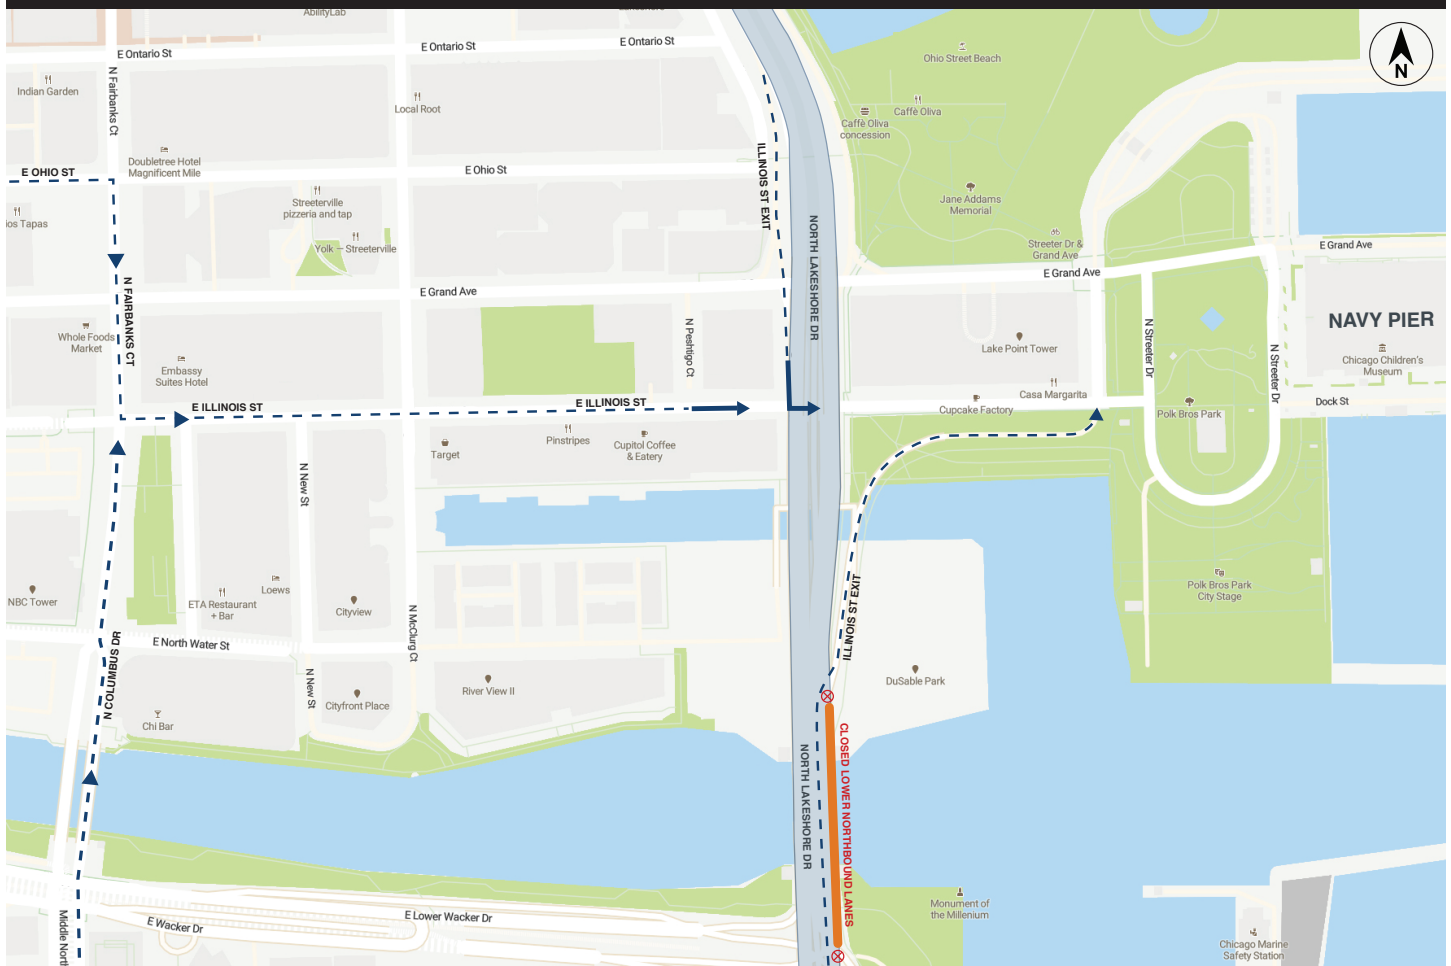 AbilityLab
E Ontario St
E Ontario St
E Ontario St
N
Ohio Street Beach
Indian Garden
N Fairbanks Ct
Local Root
Caffè Oliva
Caffè Oliva
concession
Doubletree Hotel
Magnificent Mile
E OHIO ST
E Ohio St
ILLINOIS ST EXIT
Streeterville
pizzeria and tap
Jane Addams
Memorial
Tapas
Yolk – Streeterville
NORTH LAKESHORE DR
Streeter Dr &
Grand Ave
E Grand Ave
E Grand Ave
E Grand Ave
N FAIRBANKS CT
Whole Foods
Market
Embassy
Suites Hotel
N Peshtigo Ct
Lake Point Tower
N Streeter Dr
N Streeter Dr
NAVY PIER
Chicago Children's
Museum
Casa Margarita
Cupcake Factory
Polk Bros Park
Dock St
E ILLINOIS ST
E ILLINOIS ST
Target
Pinstripes
Cupitol Coffee
& Eatery
N New St
NBC Tower
ETA Restaurant
+ Bar
Loews
Cityview
N McClurg Ct
ILLINOIS ST EXIT
Polk Bros Park
City Stage
E North Water St
N COLUMBUS DR
N New St
River View II
Cityfront Place
Chi Bar
DuSable Park
NORTH LAKESHORE DR
CLOSED LOWER NORTHBOUND LANES
Middle North
E Wacker Dr
E Lower Wacker Dr
Monument of
the Millenium
Chicago Marine
Safety Station